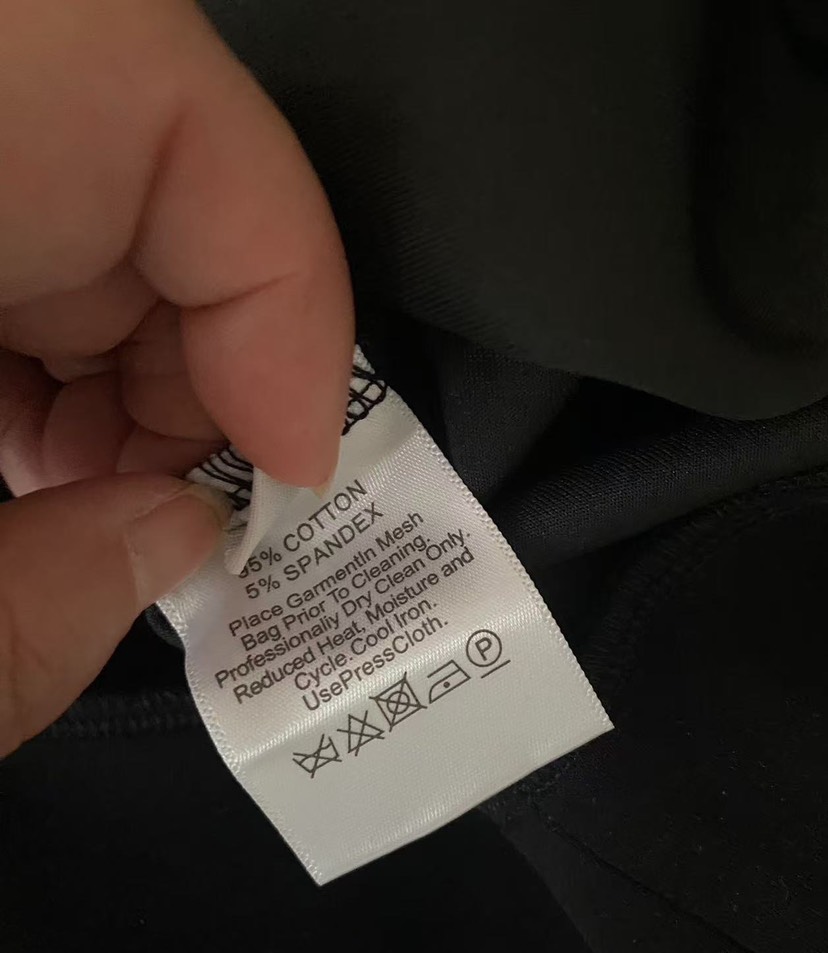 95% COTTON
5% SPANDEX
Place GarmentIn Mesh
Bag Prior To Cleaning.
Professionally Dry Clean Only.
Reduced Heat, Moisture and
Cycle. Cool Iron.
UsePressCloth.
P